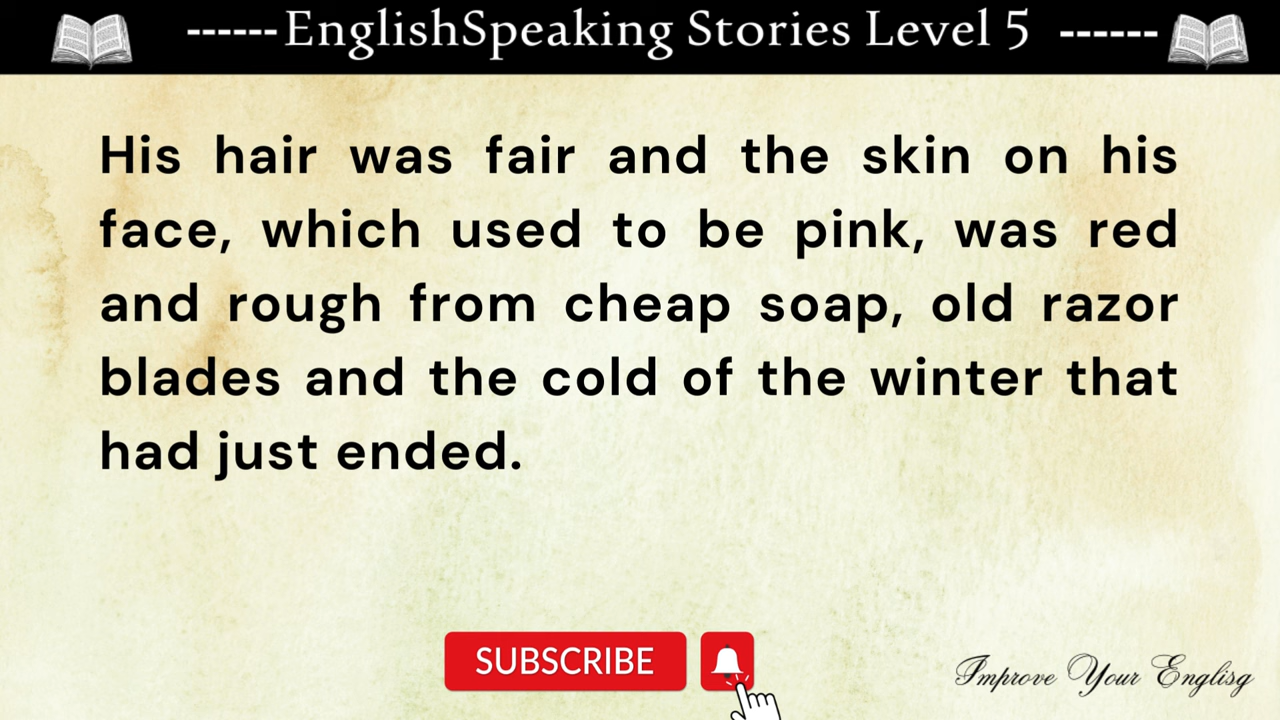 ------EnglishSpeaking Stories Level 5 ------
His hair was fair and the skin on his
face, which used to be pink, was red
and rough from cheap soap, old razor
blades and the cold of the winter that
had just ended.
SUBSCRIBE
Improve Your Englisg